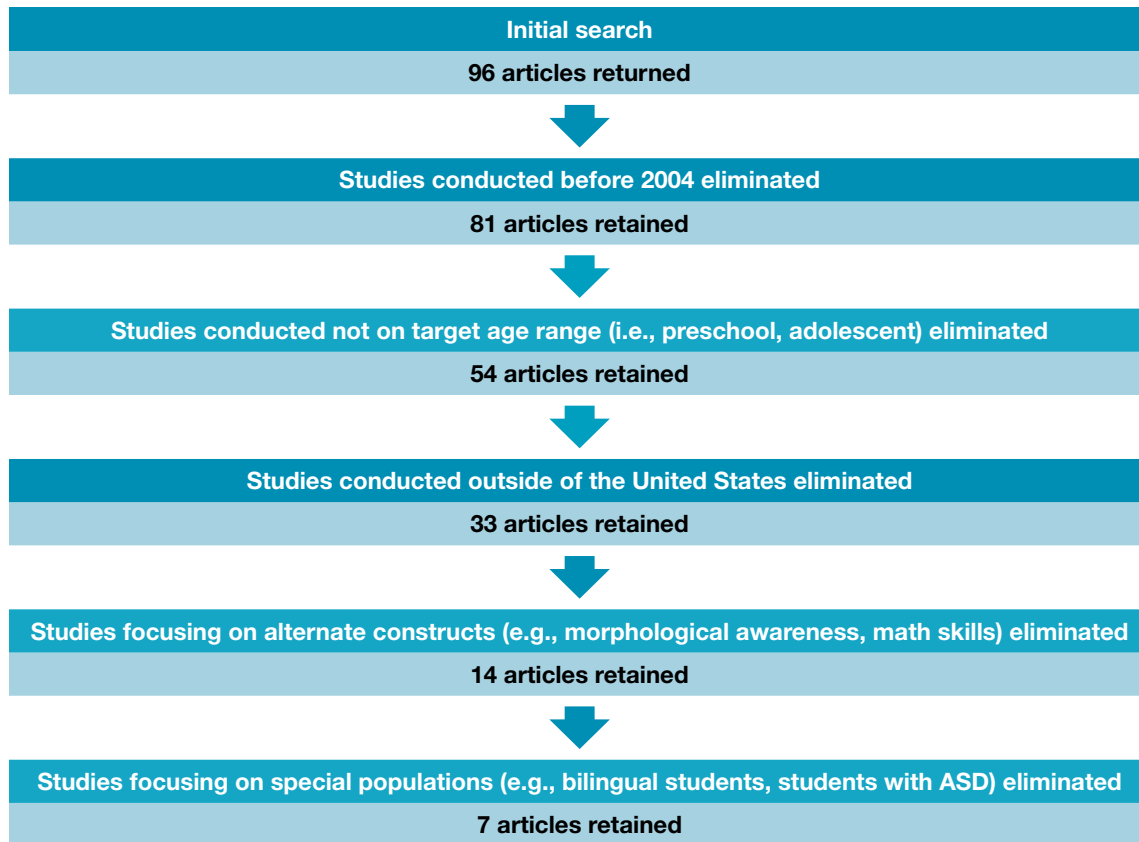 Initial search
96 articles returned
Studies conducted before 2004 eliminated
81 articles retained
Studies conducted not on target age range (i.e., preschool, adolescent) eliminated
54 articles retained
Studies conducted outside of the United States eliminated
33 articles retained
Studies focusing on alternate constructs (e.g., morphological awareness, math skills) eliminated
14 articles retained
Studies focusing on special populations (e.g., bilingual students, students with ASD) eliminated
7 articles retained